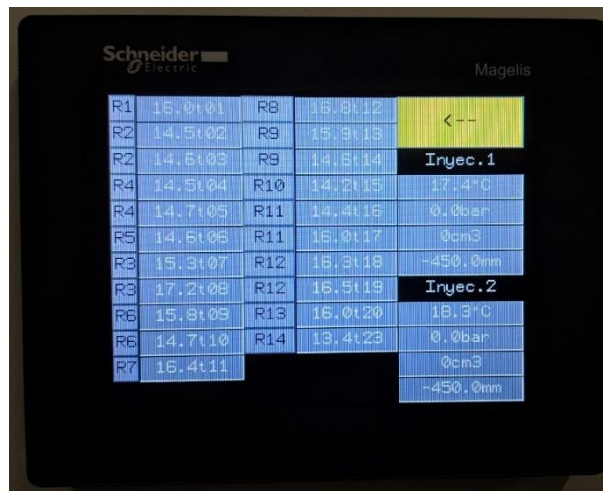 Schneider
Electric
Magelis
R1 16.0t01 R8 16.8t12 <--
R2 14.5t02 R9 15.9t13
R2 14.6t03 R9 14.6t14 Inyec.1
R4 14.5t04 R10 14.2t15 17.4°C
R4 14.7t05 R11 14.4t16 0.0bar
R5 14.6t06 R11 16.0t17 0cm3
R3 15.3t07 R12 16.3t18 -450.0mm
R3 17.2t08 R12 16.5t19 Inyec.2
R6 15.8t09 R13 16.0t20 18.3°C
R6 14.7t10 R14 13.4t23 0.0bar
R7 16.4t11 0cm3
-450.0mm